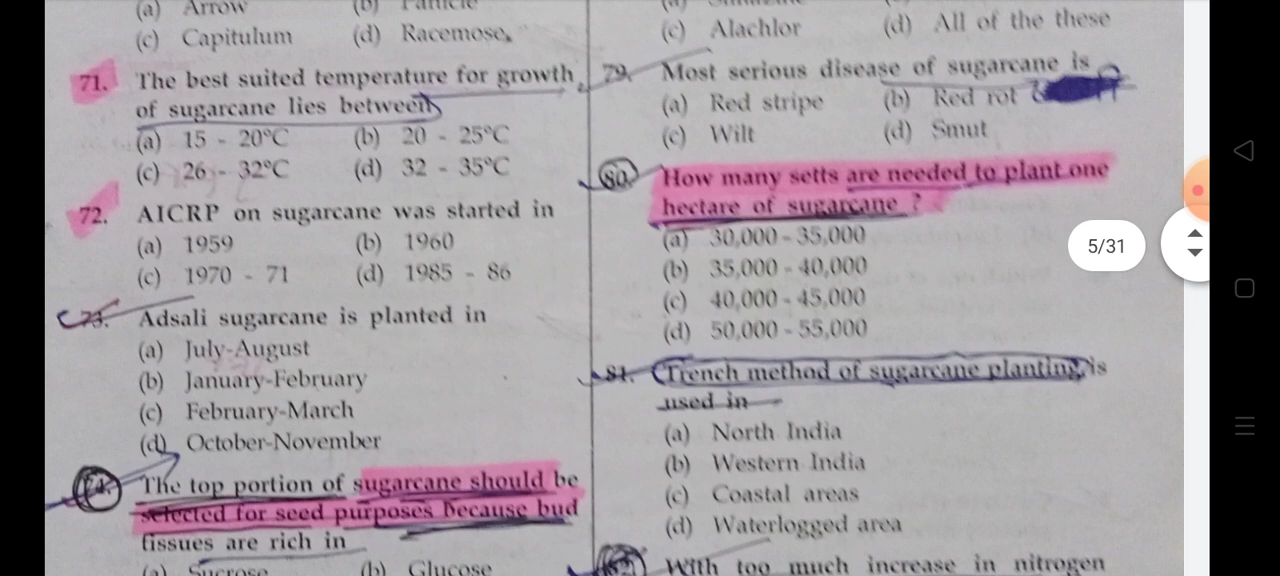 (a) Arrow (b) Panicle
(c) Capitulum (d) Racemose
71. The best suited temperature for growth
of sugarcane lies between
(a) 15 - 20°C (b) 20 - 25°C
(c) 26 - 32°C (d) 32 - 35°C
72. AICRP on sugarcane was started in
(a) 1959 (b) 1960
(c) 1970 - 71 (d) 1985 - 86
73. Adsali sugarcane is planted in
(a) July-August
(b) January-February
(c) February-March
(d) October-November
74. The top portion of sugarcane should be
selected for seed purposes because bud
tissues are rich in
(a) Sucrose (b) Glucose
(c) Alachlor (d) All of the these
79. Most serious disease of sugarcane is
(a) Red stripe (b) Red rot
(c) Wilt (d) Smut
80. How many setts are needed to plant one
hectare of sugarcane ?
(a) 30,000 - 35,000
(b) 35,000 - 40,000
(c) 40,000 - 45,000
(d) 50,000 - 55,000
81. Trench method of sugarcane planting is
used in
(a) North India
(b) Western India
(c) Coastal areas
(d) Waterlogged area
82. With too much increase in nitrogen
5/31